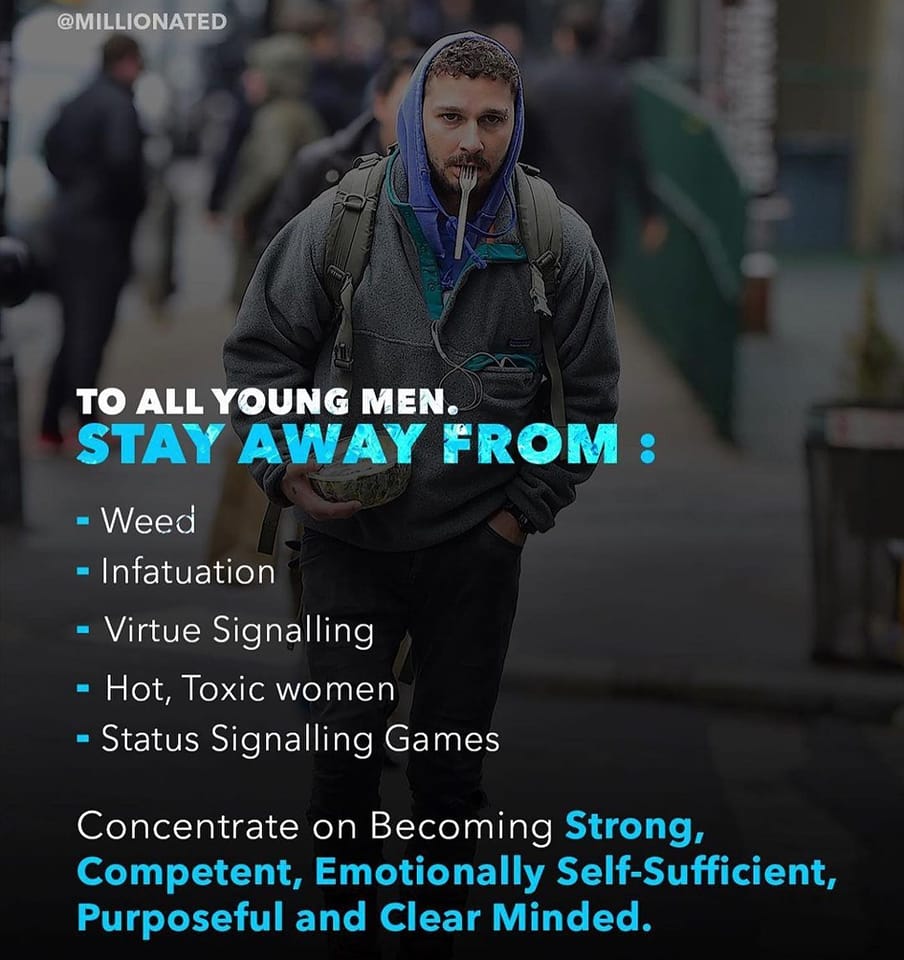 @MILLIONATED
TO ALL YOUNG MEN.
STAY AWAY FROM :
- Weed
- Infatuation
- Virtue Signalling
- Hot, Toxic women
- Status Signalling Games
Concentrate on Becoming Strong,
Competent, Emotionally Self-Sufficient,
Purposeful and Clear Minded.